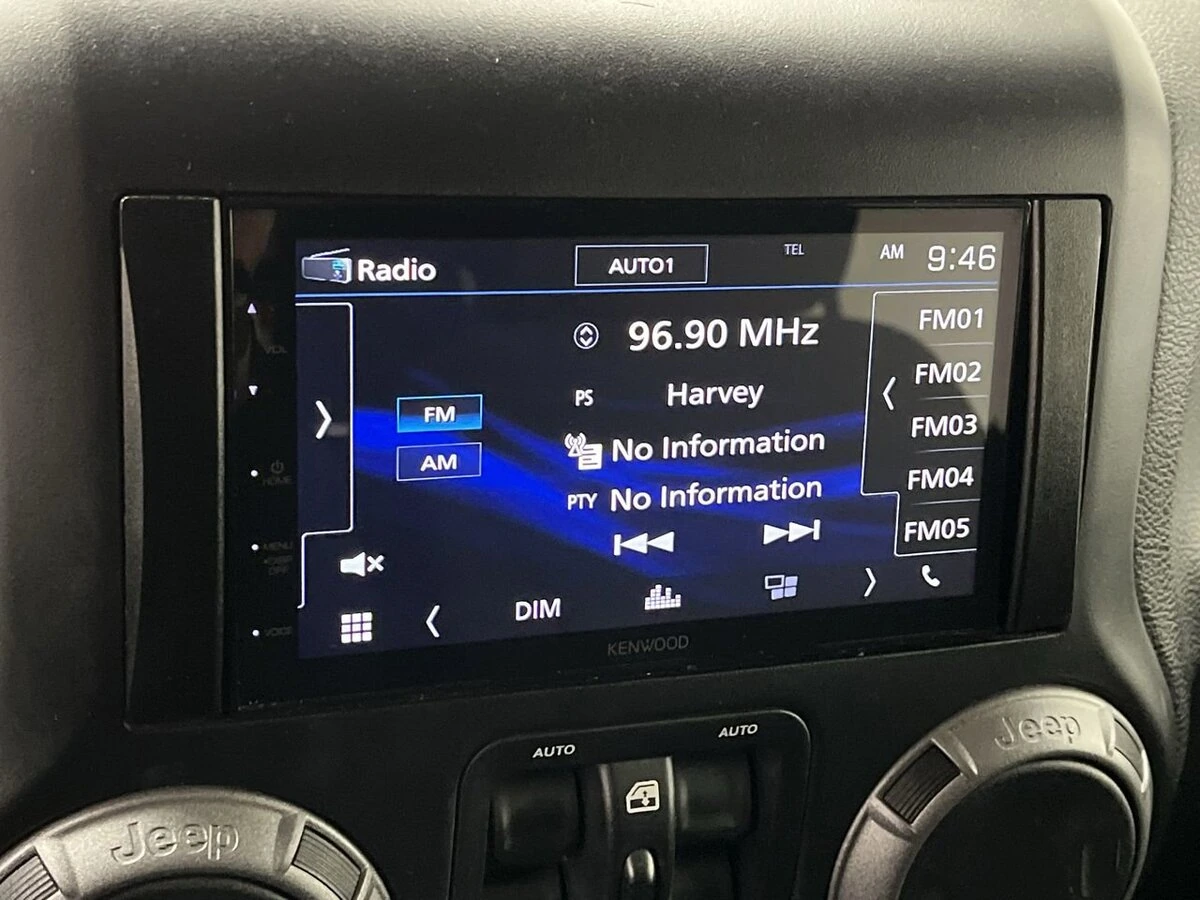 Radio
AUTO1
TEL
AM 9:46
96.90 MHz
FM01
PS Harvey
FM02
FM
No Information
FM03
AM
PTY No Information
FM04
FM05
DIM
VOL
HOME
MENU
VOICE
KENWOOD
AUTO
AUTO
Jeep
Jeep